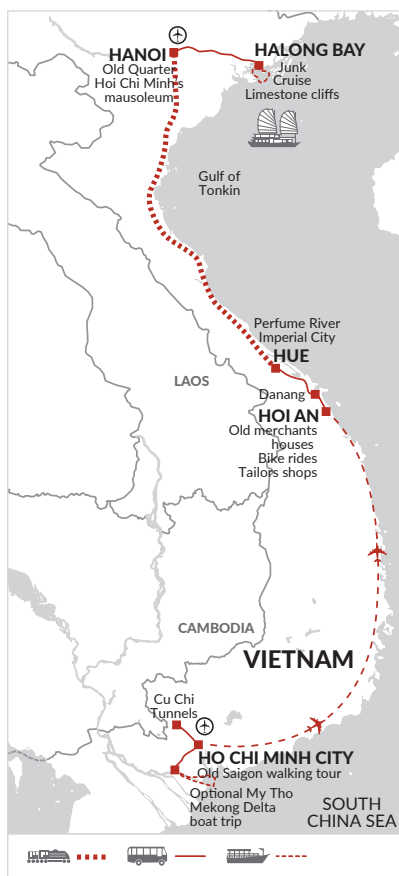 HANOI
Old Quarter
Hoi Chi Minh's
mausoleum
HALONG BAY
Junk
Cruise
Limestone cliffs
Gulf of
Tonkin
Perfume River
Imperial City
HUE
LAOS
Danang
HOI AN
Old merchants
houses
Bike rides
Tailors shops
CAMBODIA
VIETNAM
Cu Chi
Tunnels
HO CHI MINH CITY
Old Saigon walking tour
Optional My Tho
Mekong Delta
boat trip
SOUTH
CHINA SEA